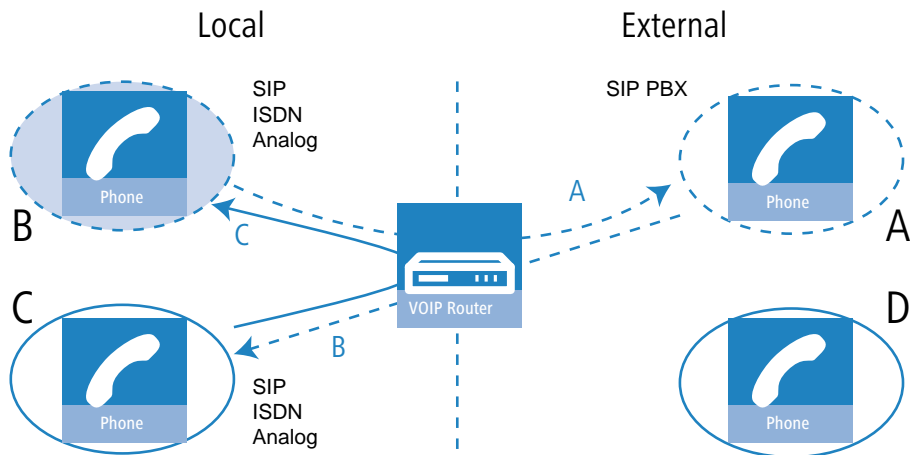 Local
External
SIP
ISDN
Analog
SIP PBX
Phone
Phone
A
B
C
A
C
VOIP Router
D
B
Phone
SIP
ISDN
Analog
Phone